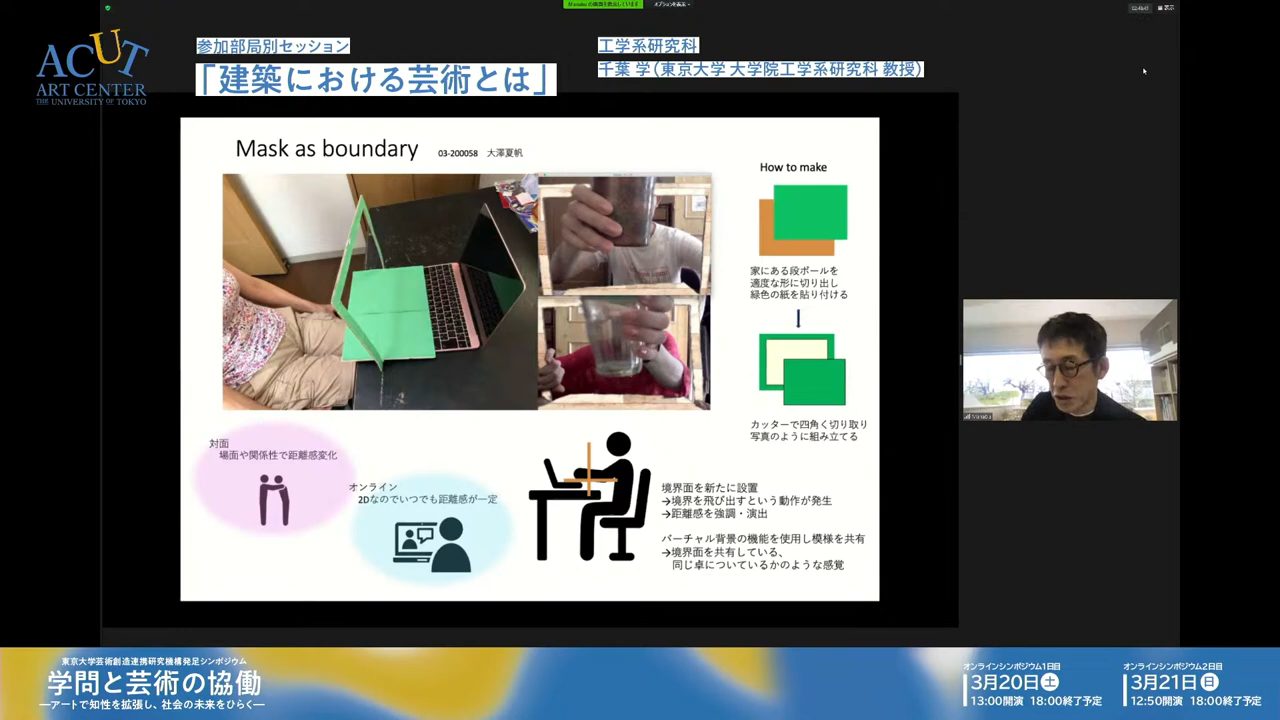 ACUT
ART CENTER
THE UNIVERSITY OF TOKYO
参加部局別セッション
「建築における芸術とは」
工学系研究科
千葉 学（東京大学 大学院工学系研究科 教授）
オプションを表示
表示
Mask as boundary
03-200058 大澤夏帆
How to make
家にある段ボールを
適度な形に切り出し
緑色の紙を貼り付ける
カッターで四角く切り取り
写真のように組み立てる
対面
場面や関係性で距離感変化
オンライン
2Dなのでいつでも距離感が一定
境界面を新たに設置
→境界を飛び出すという動作が発生
→距離感を強調・演出
バーチャル背景の機能を使用し模様を共有
→境界面を共有している、
同じ卓についているかのような感覚
東京大学芸術創造連携研究機構発足シンポジウム
学問と芸術の協働
―アートで知性を拡張し、社会の未来をひらく―
オンラインシンポジウム1日目
3月20日土
13:00開演 18:00終了予定
オンラインシンポジウム2日目
3月21日日
12:50開演 18:00終了予定